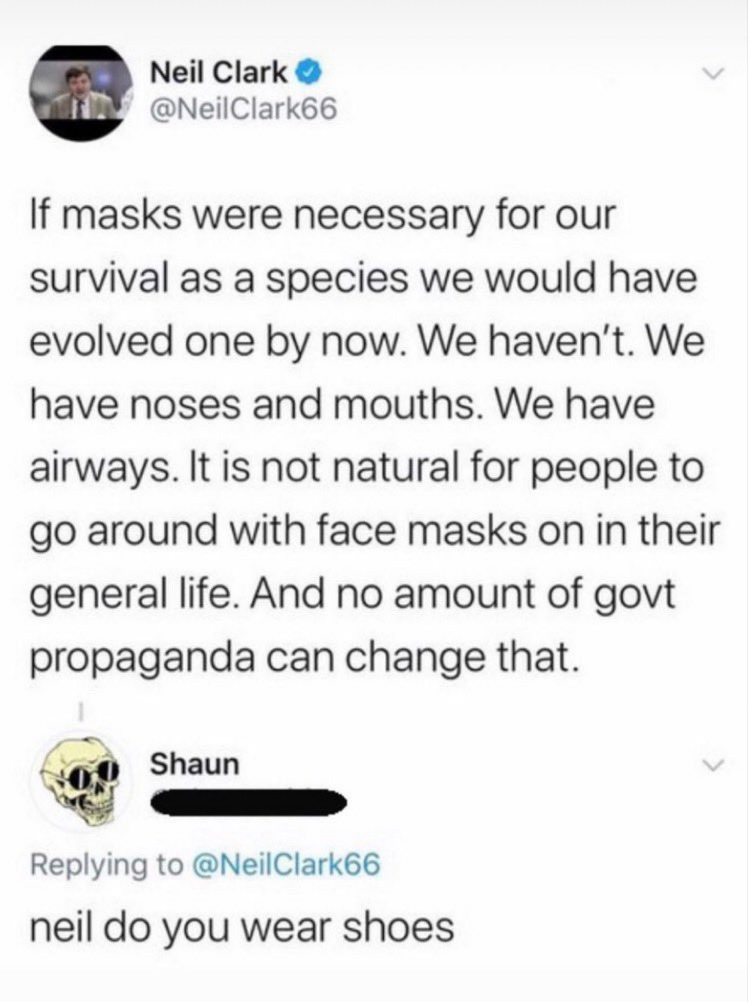 Neil Clark
@NeilClark66
If masks were necessary for our
survival as a species we would have
evolved one by now. We haven't. We
have noses and mouths. We have
airways. It is not natural for people to
go around with face masks on in their
general life. And no amount of govt
propaganda can change that.
Shaun
Replying to @NeilClark66
neil do you wear shoes